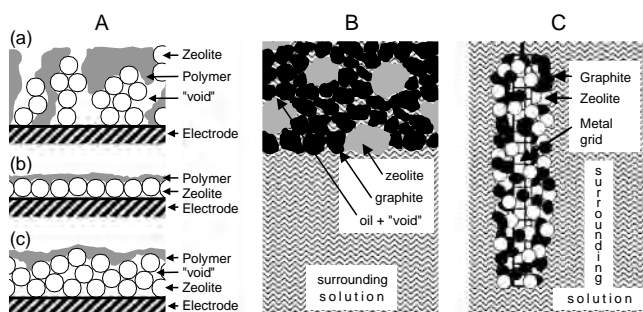 A
(a)
Zeolite
Polymer
"void"
Electrode
(b)
Polymer
Zeolite
Electrode
(c)
Polymer
"void"
Zeolite
Electrode
B
zeolite
graphite
oil + "void"
surrounding
solution
C
Graphite
Zeolite
Metal
grid
surrounding
solution